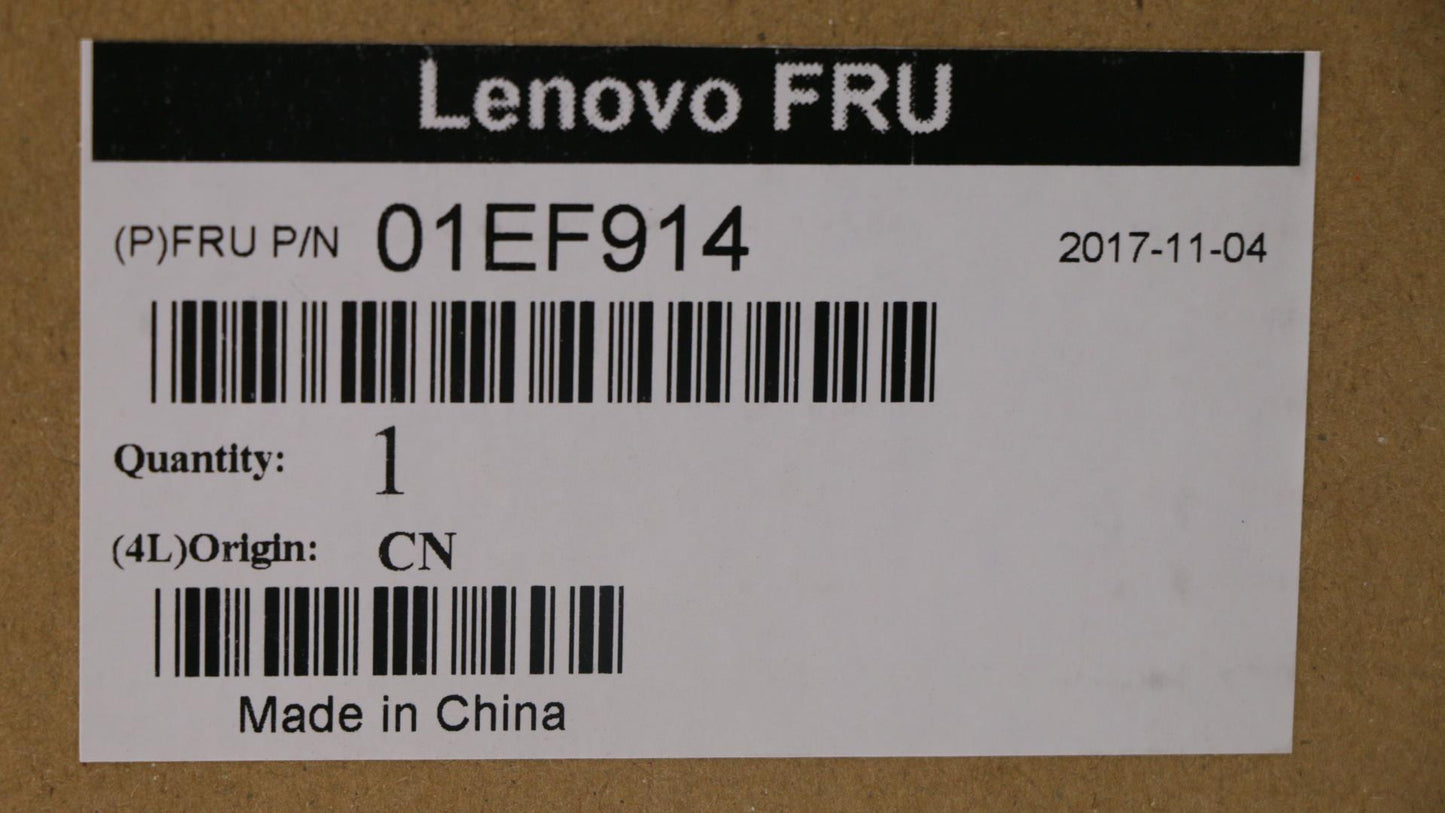 Lenovo FRU
(P)FRU P/N 01EF914 2017-11-04
Quantity: 1
(4L)Origin: CN
Made in China